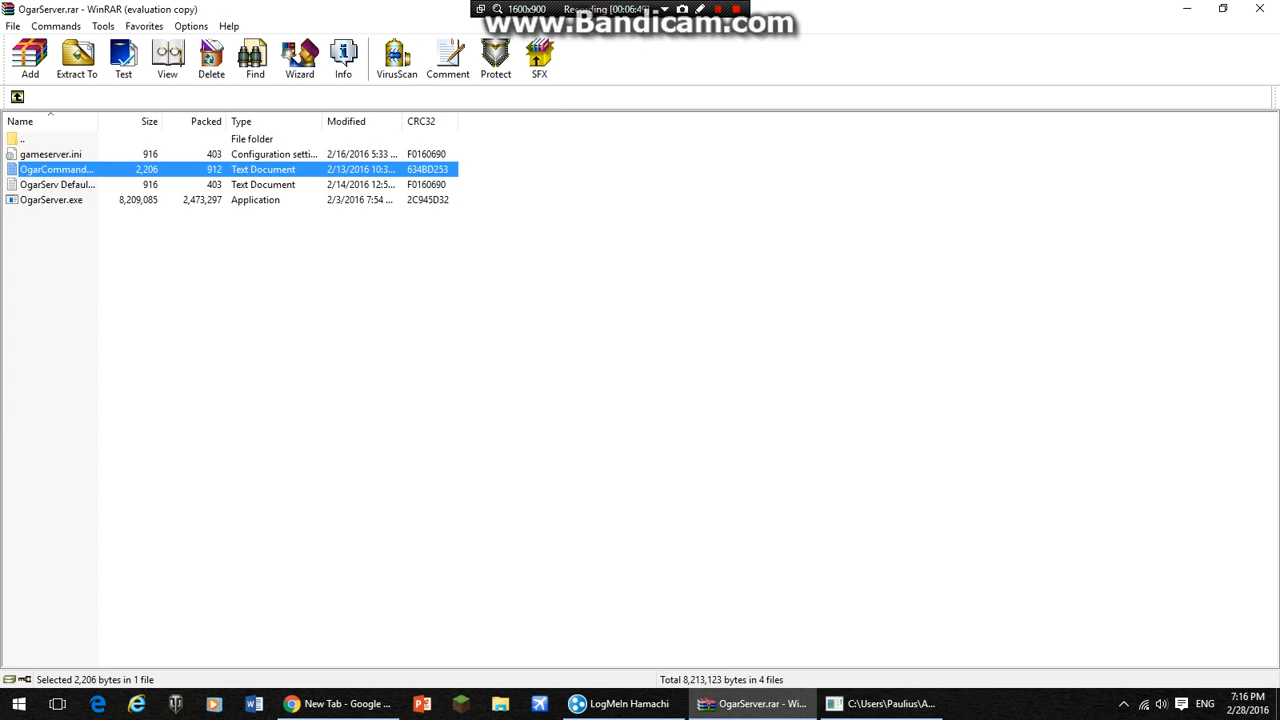 OgarServer.rar - WinRAR (evaluation copy)
1600x900 Recording [00:06:4
www.Bandicam.com
File Commands Tools Favorites Options Help
Add Extract To Test View Delete Find Wizard Info VirusScan Comment Protect SFX
Name Size Packed Type Modified CRC32
.. File folder
gameserver.ini 916 403 Configuration setti... 2/16/2016 5:33 ... F0160690
OgarCommand... 2,206 912 Text Document 2/13/2016 10:3... 634BD253
OgarServ Defaul... 916 403 Text Document 2/14/2016 12:5... F0160690
OgarServer.exe 8,209,085 2,473,297 Application 2/3/2016 7:54 ... 2C945D32
Selected 2,206 bytes in 1 file Total 8,213,123 bytes in 4 files
New Tab - Google ... LogMeIn Hamachi OgarServer.rar - Wi... C:\Users\Paulius\A... ENG 7:16 PM
2/28/2016